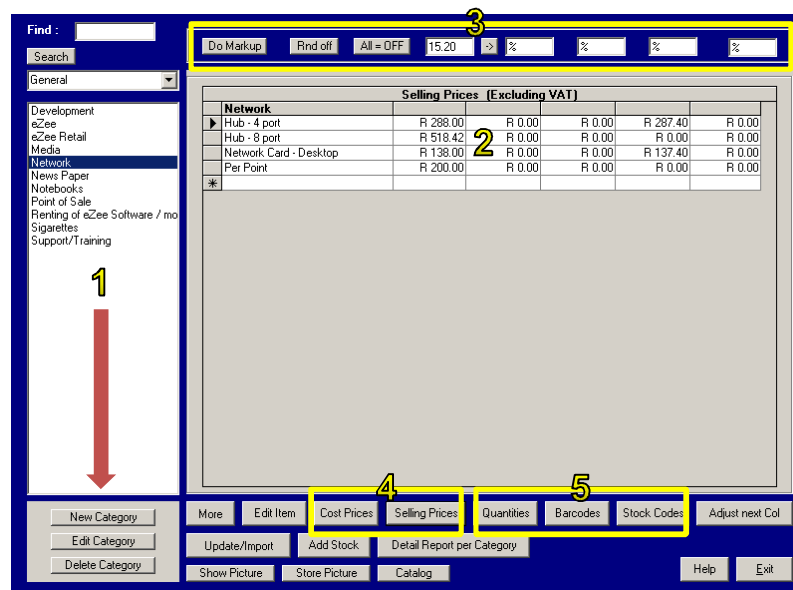 Find :
Search
General
Development
eZee
eZee Retail
Media
Network
News Paper
Notebooks
Point of Sale
Renting of eZee Software / mo
Sigarettes
Support/Training
1
New Category
Edit Category
Delete Category
3
Do Markup Rnd off All = OFF 15.20 -> % % % %
Selling Prices (Excluding VAT)
Network
Hub - 4 port R 288.00 R 0.00 R 0.00 R 287.40 R 0.00
Hub - 8 port R 518.42 R 0.00 R 0.00 R 0.00 R 0.00
2
Network Card - Desktop R 138.00 R 0.00 R 0.00 R 137.40 R 0.00
Per Point R 200.00 R 0.00 R 0.00 R 0.00 R 0.00
4 5
More Edit Item Cost Prices Selling Prices Quantities Barcodes Stock Codes Adjust next Col
Update/Import Add Stock Detail Report per Category
Show Picture Store Picture Catalog Help Exit